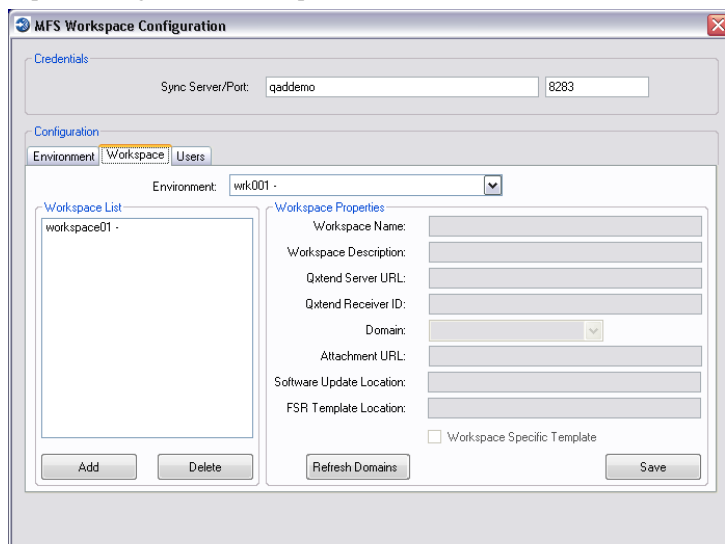 MFS Workspace Configuration
Credentials
Sync Server/Port: qaddemo 8283
Configuration
Environment Workspace Users
Environment: wrk001 -
Workspace List
workspace01 -
Workspace Properties
Workspace Name:
Workspace Description:
Qxtend Server URL:
Qxtend Receiver ID:
Domain:
Attachment URL:
Software Update Location:
FSR Template Location:
Workspace Specific Template
Add Delete Refresh Domains Save